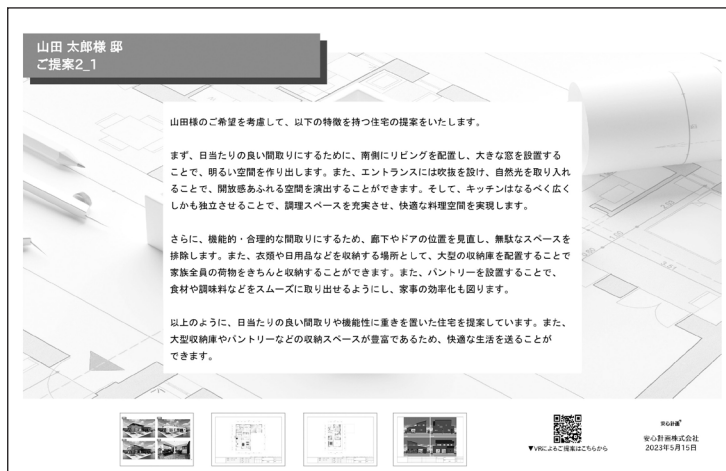 山田 太郎様 邸
ご提案2_1
山田様のご希望を考慮して、以下の特徴を持つ住宅の提案をいたします。
まず、日当たりの良い間取りにするために、南側にリビングを配置し、大きな窓を設置する
ことで、明るい空間を作り出します。また、エントランスには吹抜を設け、自然光を取り入れ
ることで、開放感あふれる空間を演出することができます。そして、キッチンはなるべく広く
しかも独立させることで、調理スペースを充実させ、快適な料理空間を実現します。
さらに、機能的・合理的な間取りにするため、廊下やドアの位置を見直し、無駄なスペースを
排除します。また、衣類や日用品などを収納する場所として、大型の収納庫を配置することで
家族全員の荷物をきちんと収納することができます。また、パントリーを設置することで、
食材や調味料などをスムーズに取り出せるようにし、家事の効率化も図ります。
以上のように、日当たりの良い間取りや機能性に重きを置いた住宅を提案しています。また、
大型収納庫やパントリーなどの収納スペースが豊富であるため、快適な生活を送ることが
できます。
▼VRによるご提案はこちらから
安心計画
安心計画株式会社
2023年5月15日